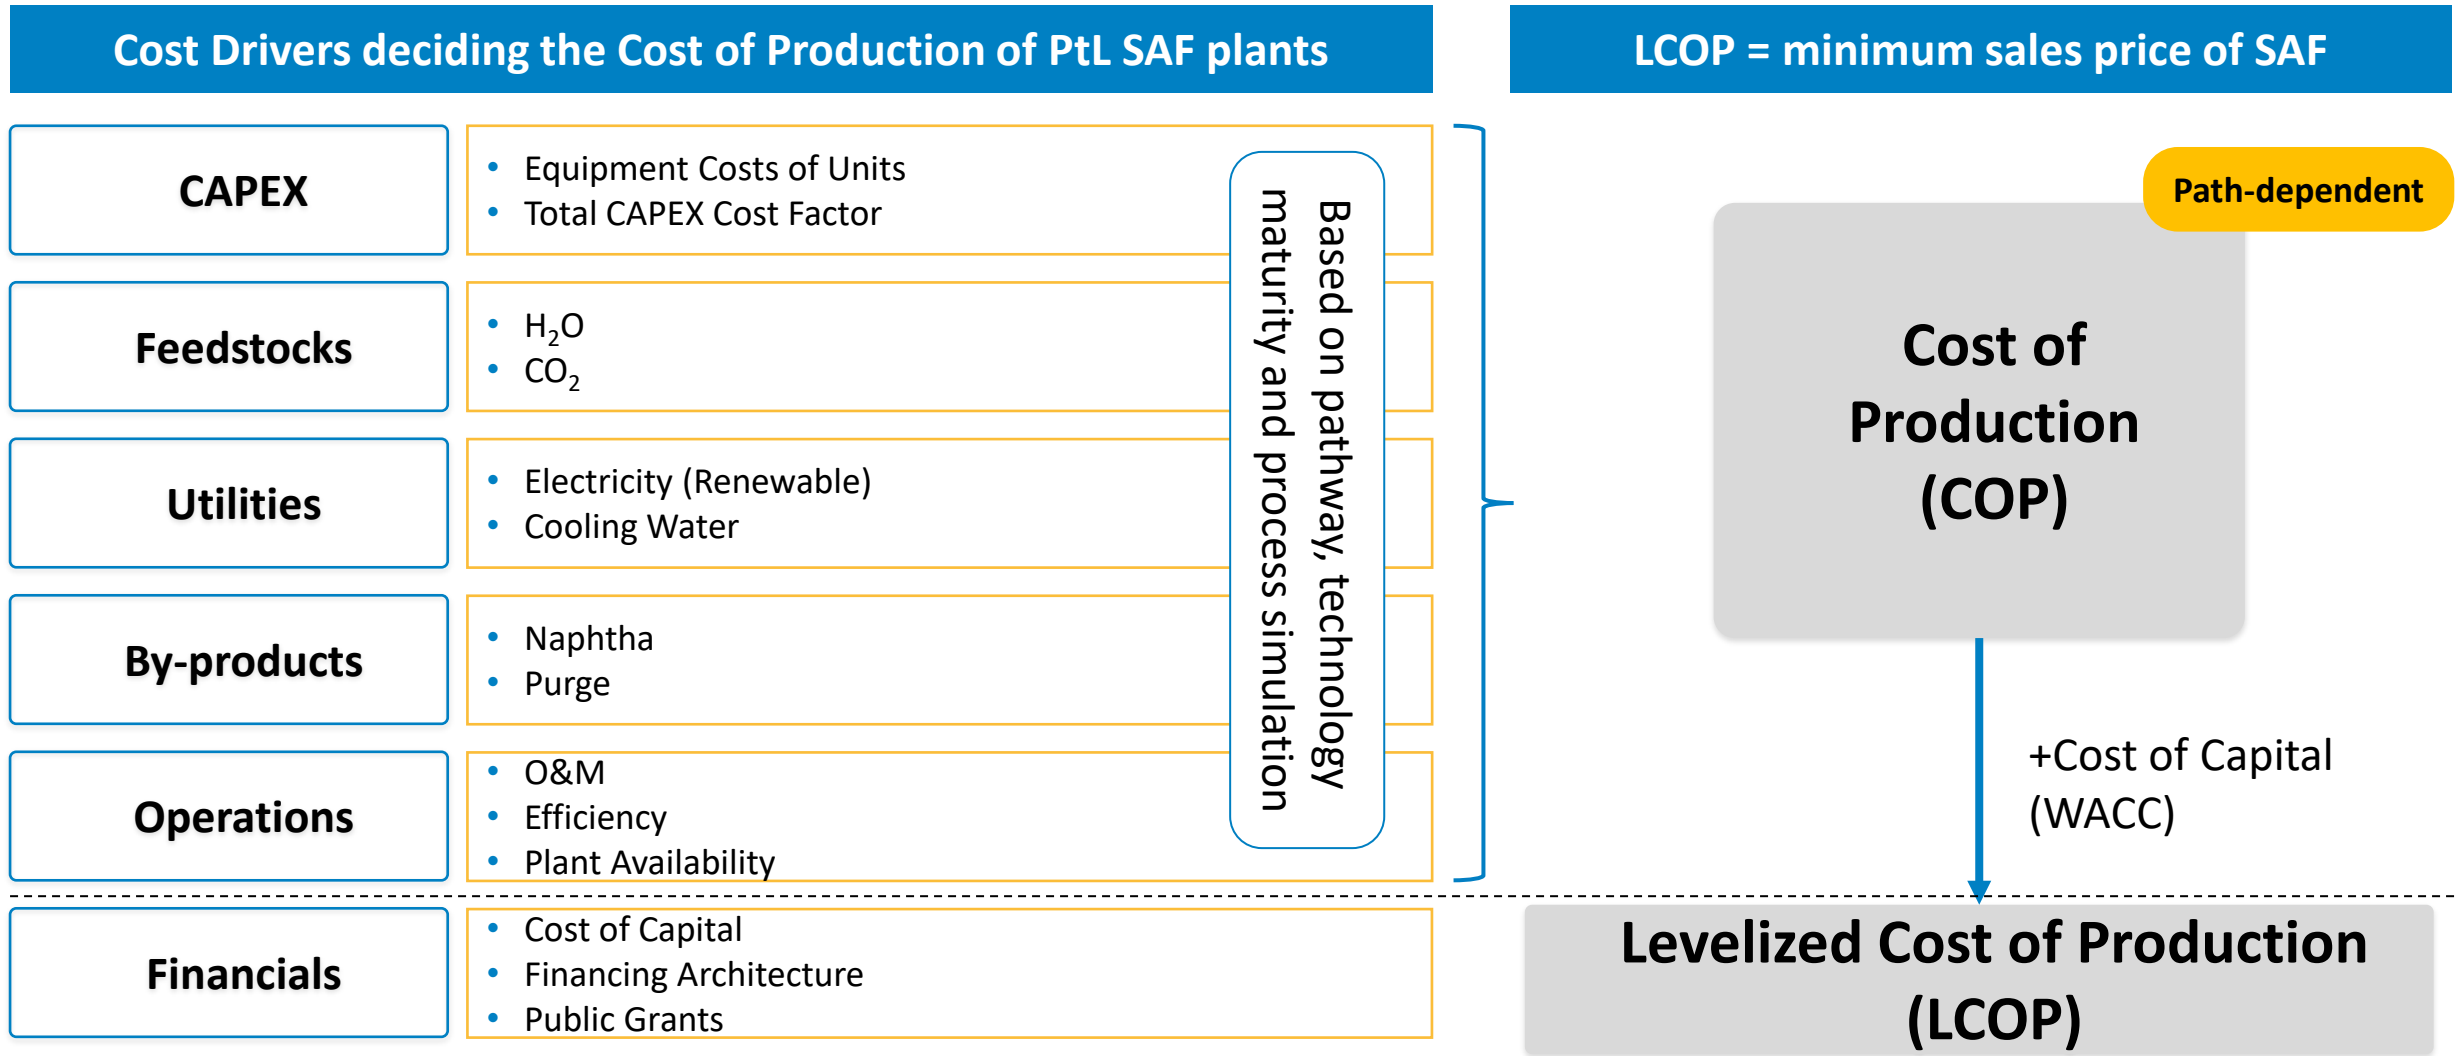 Cost Drivers deciding the Cost of Production of PtL SAF plants
LCOP = minimum sales price of SAF
CAPEX
• Equipment Costs of Units
• Total CAPEX Cost Factor
Feedstocks
• H₂O
• CO₂
Utilities
• Electricity (Renewable)
• Cooling Water
By-products
• Naphtha
• Purge
Operations
• O&M
• Efficiency
• Plant Availability
Financials
• Cost of Capital
• Financing Architecture
• Public Grants
Based on pathway, technology
maturity and process simulation
Path-dependent
Cost of
Production
(COP)
+Cost of Capital
(WACC)
Levelized Cost of Production
(LCOP)